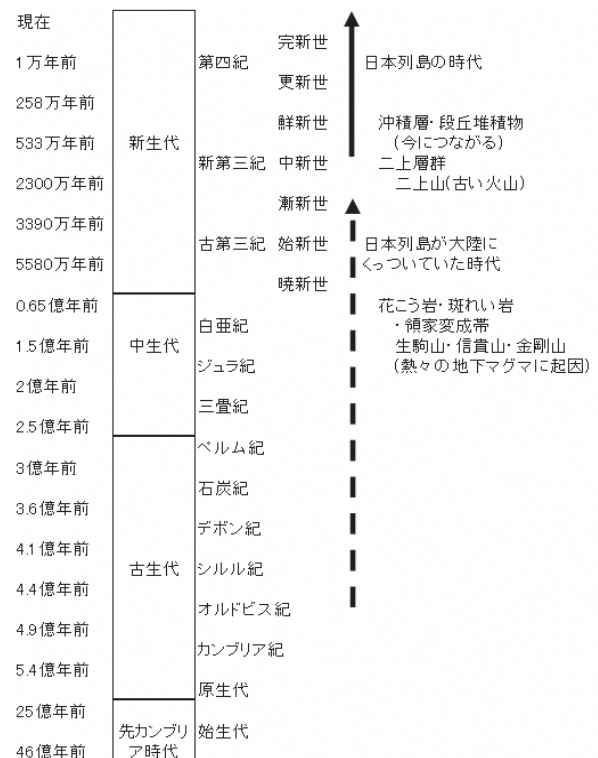 現在
完新世
1万年前
第四紀
日本列島の時代
更新世
258万年前
鮮新世
沖積層・段丘堆積物
533万年前
新生代
(今につながる)
新第三紀
中新世
二上層群
2300万年前
二上山(古い火山)
漸新世
3390万年前
古第三紀
始新世
日本列島が大陸に
5580万年前
くっついていた時代
暁新世
0.65億年前
花こう岩・斑れい岩
白亜紀
・領家変成帯
1.5億年前
中生代
生駒山・信貴山・金剛山
ジュラ紀
(熱々の地下マグマに起因)
2億年前
三畳紀
2.5億年前
ペルム紀
3億年前
石炭紀
3.6億年前
デボン紀
4.1億年前
古生代
シルル紀
4.4億年前
オルドビス紀
4.9億年前
カンブリア紀
5.4億年前
原生代
25億年前
先カンブリ
始生代
46億年前
ア時代